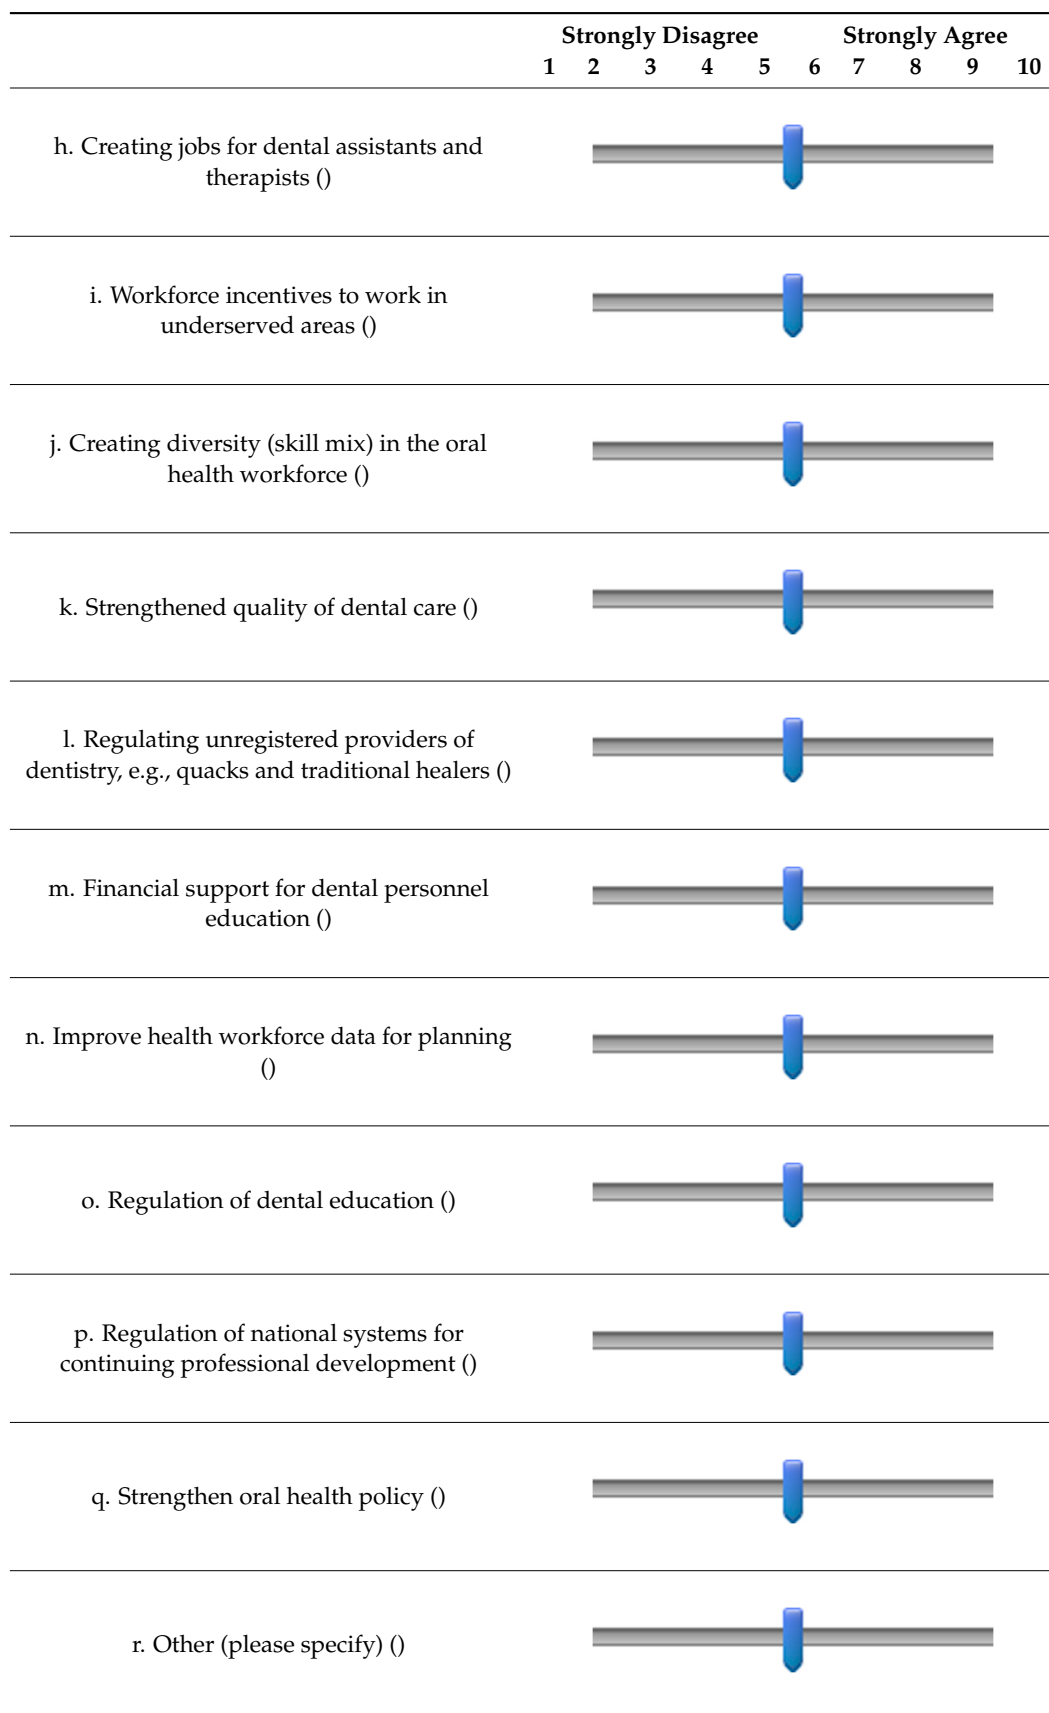 Strongly Disagree Strongly Agree
1 2 3 4 5 6 7 8 9 10
h. Creating jobs for dental assistants and
therapists ()
i. Workforce incentives to work in
underserved areas ()
j. Creating diversity (skill mix) in the oral
health workforce ()
k. Strengthened quality of dental care ()
l. Regulating unregistered providers of
dentistry, e.g., quacks and traditional healers ()
m. Financial support for dental personnel
education ()
n. Improve health workforce data for planning
()
o. Regulation of dental education ()
p. Regulation of national systems for
continuing professional development ()
q. Strengthen oral health policy ()
r. Other (please specify) ()